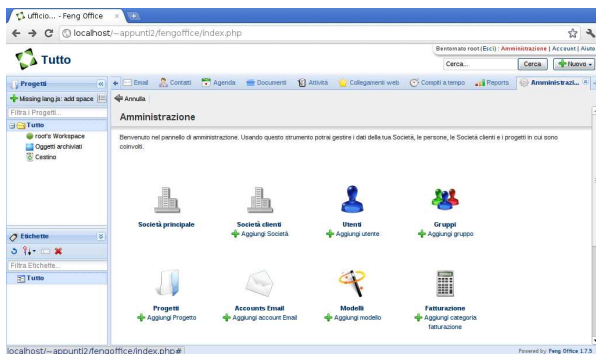 ufficio... - Feng Office
localhost/~appunti2/fengoffice/index.php
Bentornato root (Esci) : Amministrazione | Account | Aiuto
Tutto
Cerca...
Cerca
Nuovo
Progetti
Email
Contatti
Agenda
Documenti
Attività
Collegamenti web
Compiti a tempo
Reports
Amministrazi...
Missing lang.js: add space
Annulla
Filtra i Progetti...
Amministrazione
Tutto
root's Workspace
Oggetti archiviati
Cestino
Benvenuto nel pannello di amministrazione. Usando questo strumento potrai gestire i dati della tua Società, le persone, le Società clienti e i progetti in cui sono
coinvolti.
Società principale
Società clienti
Aggiungi Società
Utenti
Aggiungi utente
Gruppi
Aggiungi gruppo
Etichette
Filtra Etichette...
Tutto
Progetti
Aggiungi Progetto
Accounts Email
Aggiungi account Email
Modelli
Aggiungi modello
Fatturazione
Aggiungi categoria
fatturazione
localhost/~appunti2/fengoffice/index.php#
Powered by Feng Office 1.7.5